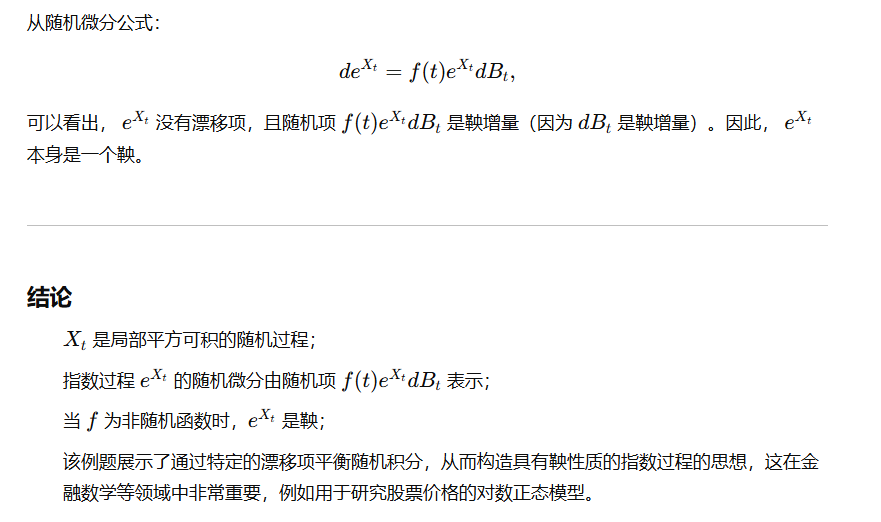 从随机微分公式：
$de^{X_t} = f(t)e^{X_t}dB_t,$
可以看出， $e^{X_t}$ 没有漂移项，且随机项 $f(t)e^{X_t}dB_t$ 是鞅增量（因为 $dB_t$ 是鞅增量）。因此， $e^{X_t}$
本身是一个鞅。
结论
$X_t$ 是局部平方可积的随机过程；
指数过程 $e^{X_t}$ 的随机微分由随机项 $f(t)e^{X_t}dB_t$ 表示；
当 $f$ 为非随机函数时，$e^{X_t}$ 是鞅；
该例题展示了通过特定的漂移项平衡随机积分，从而构造具有鞅性质的指数过程的思想，这在金
融数学等领域中非常重要，例如用于研究股票价格的对数正态模型。